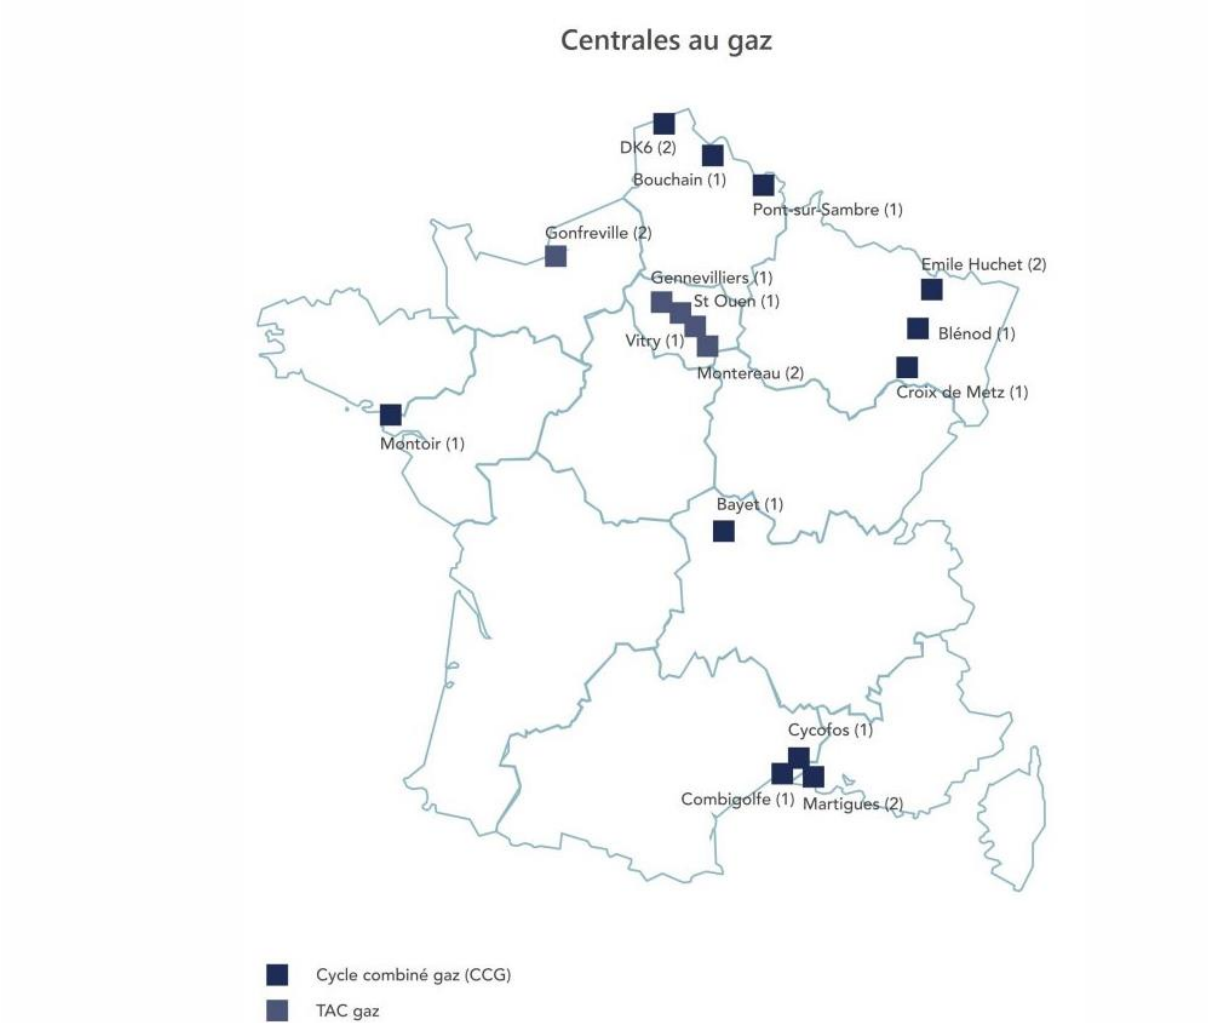 Centrales au gaz
DK6 (2)
Bouchain (1)
Pont-sur-Sambre (1)
Gonfreville (2)
Emile Huchet (2)
Gennevilliers (1)
St Ouen (1)
Vitry (1)
Blénod (1)
Montereau (2)
Croix de Metz (1)
Montoir (1)
Bayet (1)
Cycofos (1)
Combigolfe (1)
Martigues (2)
Cycle combiné gaz (CCG)
TAC gaz